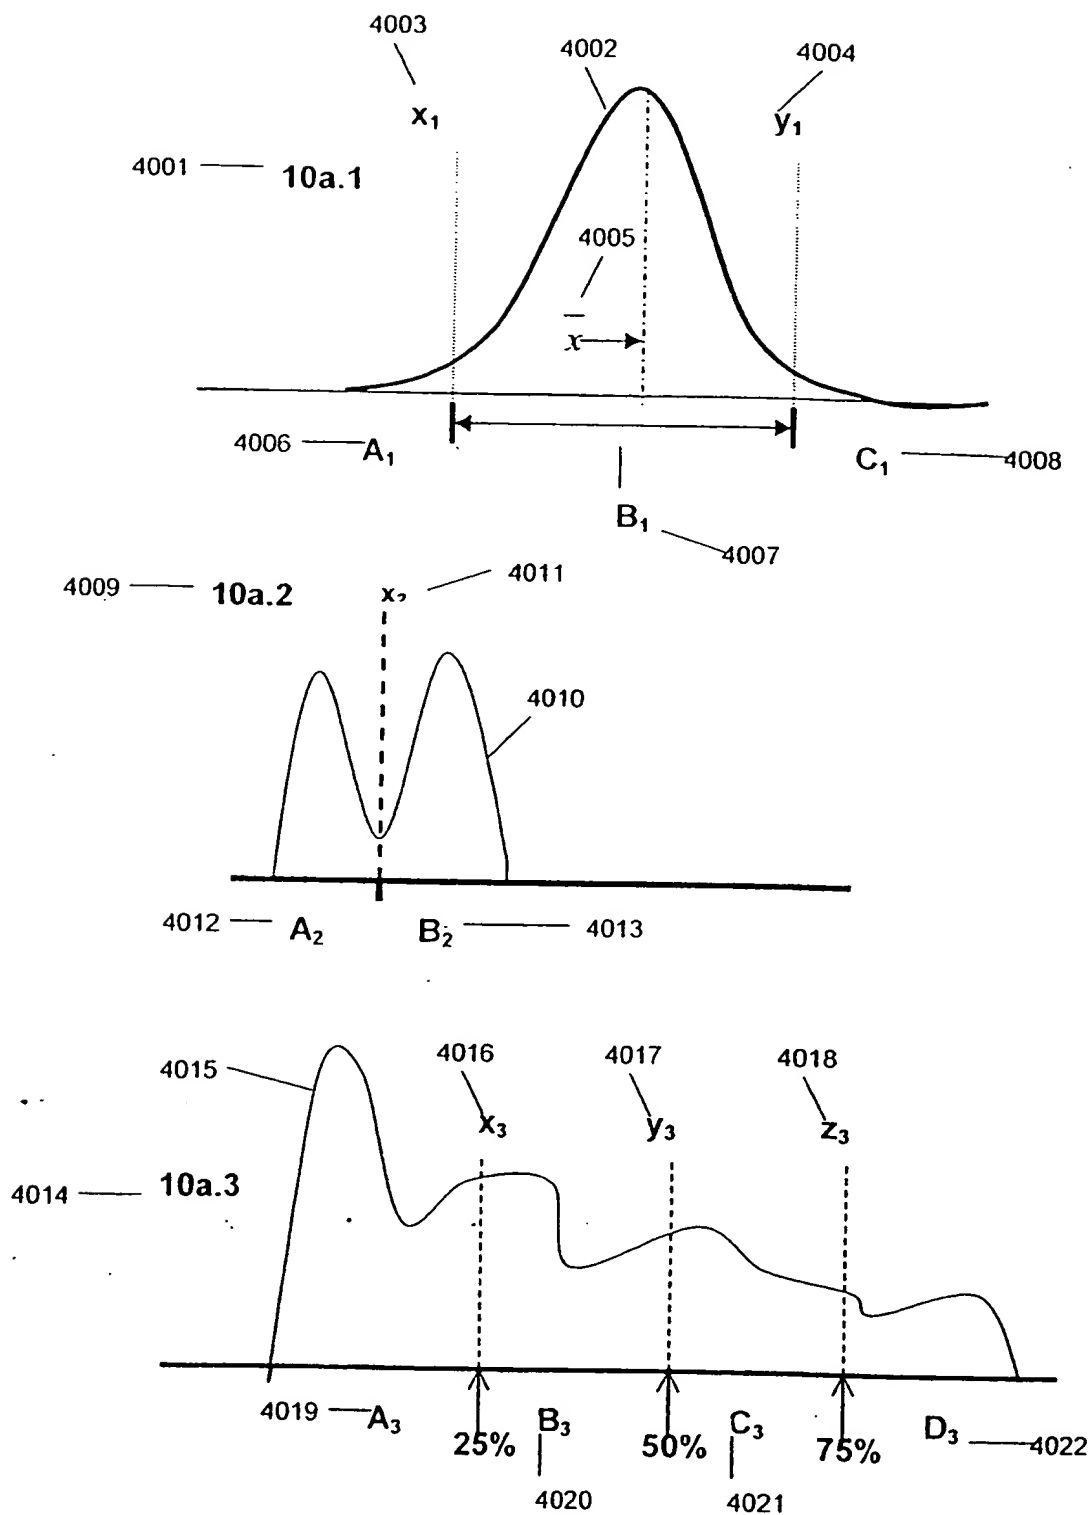 4003
4002
4004
x₁
y₁
4001
10a.1
4005
x̄
4006
A₁
C₁
4008
B₁
4007
4009
10a.2
x₂
4011
4010
4012
A₂
B₂
4013
4016
4017
4018
4015
x₃
y₃
z₃
4014
10a.3
4019
A₃
B₃
C₃
D₃
25%
50%
75%
4022
4020
4021